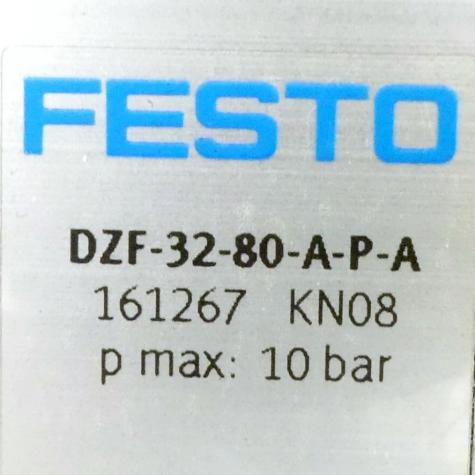 FESTO
DZF-32-80-A-P-A
161267 KN08
p max: 10 bar